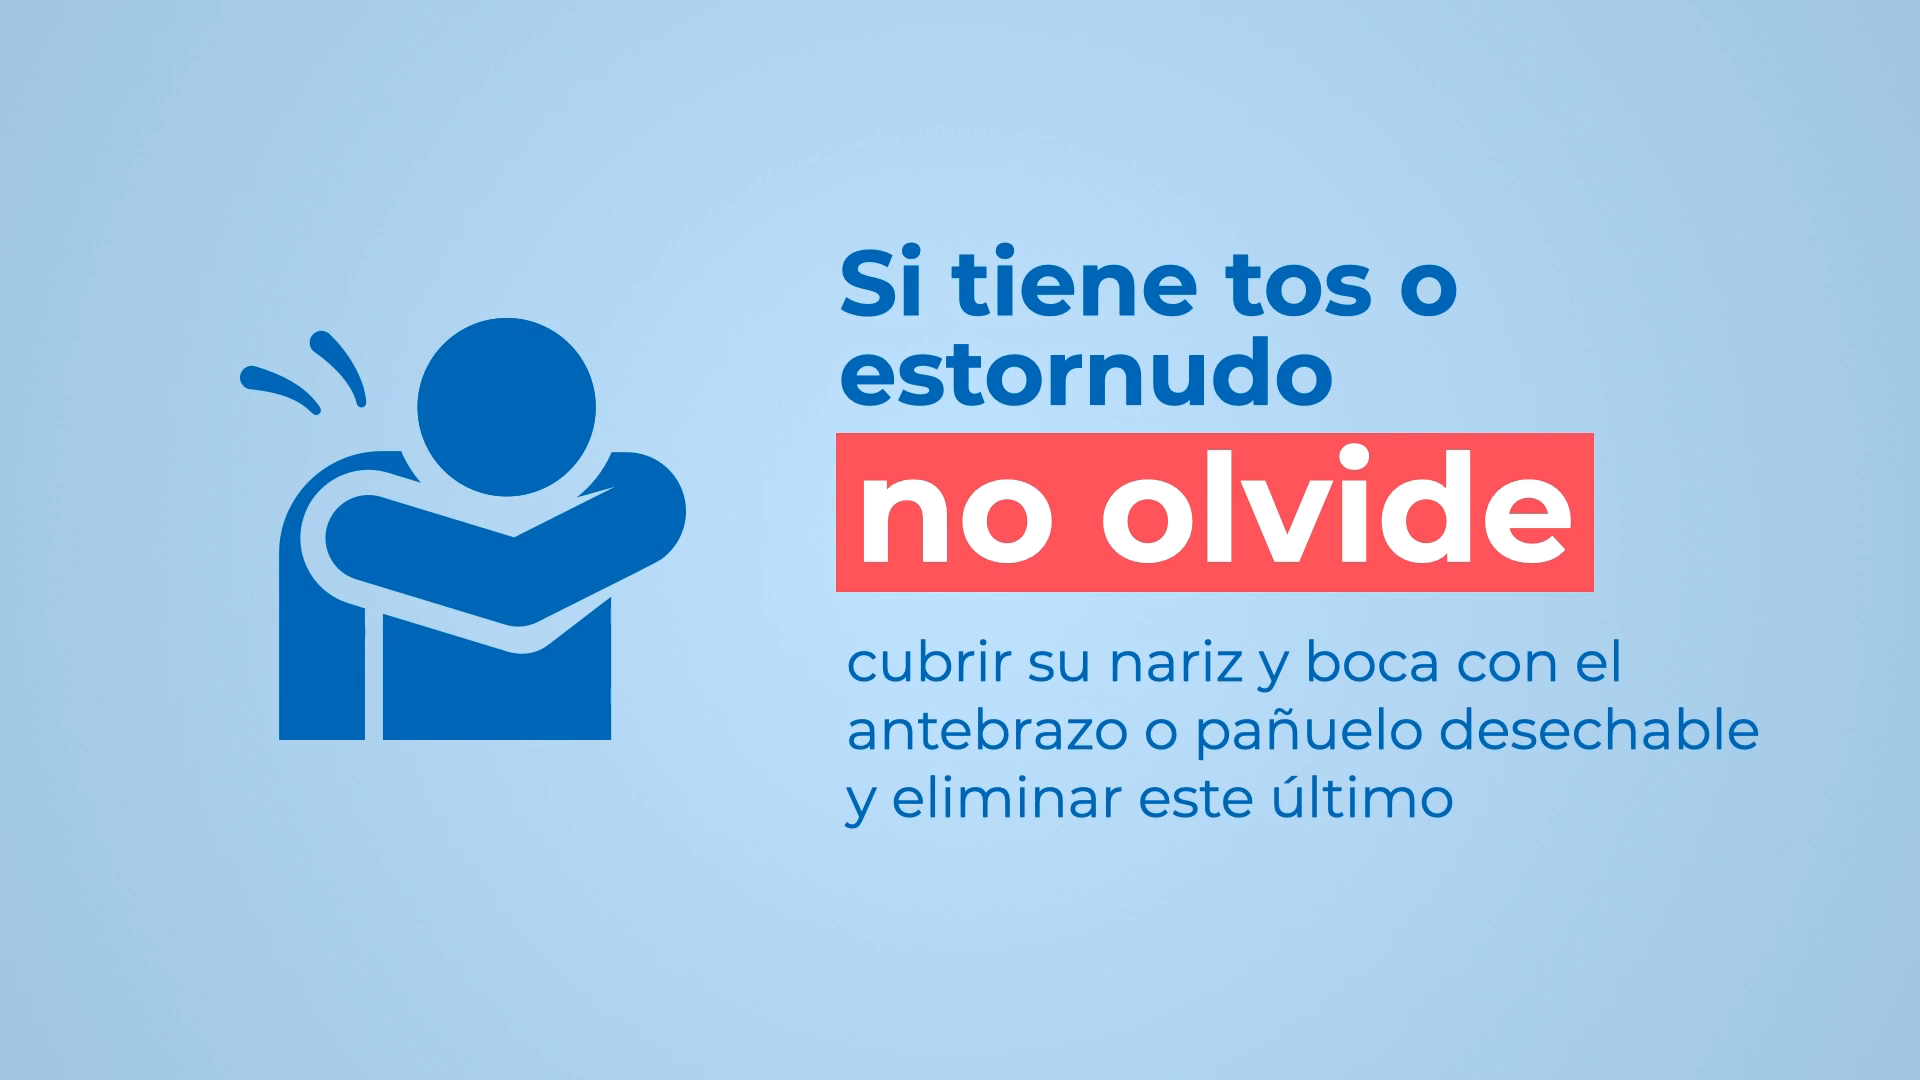 Si tiene tos o
estornudo
no olvide
cubrir su nariz y boca con el
antebrazo o pañuelo desechable
y eliminar este último